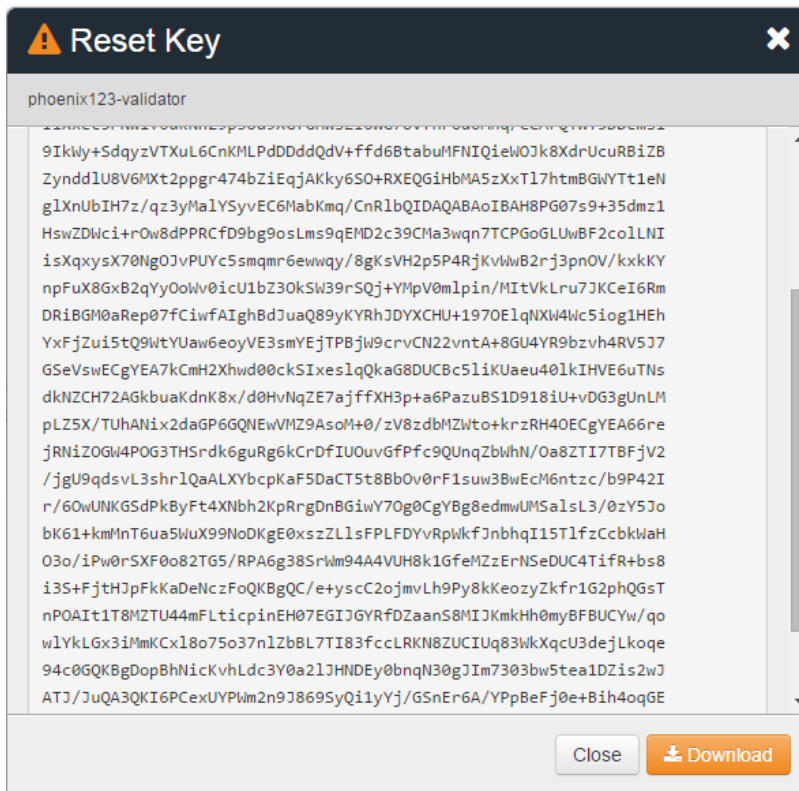 Reset Key
phoenix123-validator
9IkWy+SdqyzVTXuL6CnKMLPdDDddQdV+ffd6BtabuMFNIQieWOJk8XdrUcuRBiZB
ZynddlU8V6MXt2ppgr474bZiEqjAKky6SO+RXEQGiHbMA5zXxTl7htmBGWYTt1eN
glXnUbIH7z/qz3yMalYSyvEC6MabKmq/CnRlbQIDAQABAoIBAH8PG07s9+35dmz1
HswZDWci+rOw8dPPRCfD9bg9osLms9qEMD2c39CMa3wqn7TCPGoGLUwBF2colLNI
isXqxysX70NgOJvPUYc5smqmr6ewwqy/8gKsVH2p5P4RjKvWwB2rj3pnOV/kxkKY
npFuX8GxB2qYyOoWv0icU1bZ3OkSW39rSQj+YMpV0mlpin/MItVkLru7JKCeI6Rm
DRiBGM0aRep07fCiwfAIghBdJuaQ89yKYRhJDYXCHU+197OElqNXW4Wc5iog1HEh
YxFjZui5tQ9WtYUaw6eoyVE3smYEjTPBjW9crvCN22vntA+8GU4YR9bzvh4RV5J7
GSeVswECgYEA7kCmH2Xhwd00ckSIxeslqQkaG8DUCBc5liKUaeu40lkIHVE6uTNs
dkNZCH72AGkbuaKdnK8x/d0HvNqZE7ajffXH3p+a6PazuBS1D918iU+vDG3gUnLM
pLZ5X/TUhANix2daGP6GQNEwVMZ9AsoM+0/zV8zdbMZWto+krzRH4OECgYEA66re
jRNiZOGW4POG3THSrdk6guRg6kCrDfIUOuvGfPfc9QUnqZbWhN/Oa8ZTI7TBFjV2
/jgU9qdsvL3shrlQaALXYbcpKaF5DaCT5t8BbOv0rF1suw3BwEcM6ntzc/b9P42I
r/6OwUNKGSdPkByFt4XNbh2KpRrgDnBGiwY7Og0CgYBg8edmwUMSalsL3/0zY5Jo
bK61+kmMnT6ua5WuX99NoDKgE0xszZLlsFPLFDYvRpWkfJnbhqI15TlfzCcbkWaH
O3o/iPw0rSXF0o82TG5/RPA6g38SrWm94A4VUH8k1GfeMZzErNSeDUC4TifR+bs8
i3S+FjtHJpFkKaDeNczFoQKBgQC/e+yscC2ojmvLh9Py8kKeozyZkfr1G2phQGsT
nPOAIt1T8MZTU44mFLticpinEH07EGIJGYRfDZaanS8MIJKmkHh0myBFBUCYw/qo
wlYkLGx3iMmKCxl8o75o37nlZbBL7TI83fccLRKN8ZUCIUq83WkXqcU3dejLkoqe
94c0GQKBgDopBhNicKvhLdc3Y0a2lJHNDEy0bnqN30gJIm7303bw5tea1DZis2wJ
ATJ/JuQA3QKI6PCexUYPWm2n9J869SyQi1yYj/GSnEr6A/YPpBeFj0e+Bih4oqGE
Close
Download